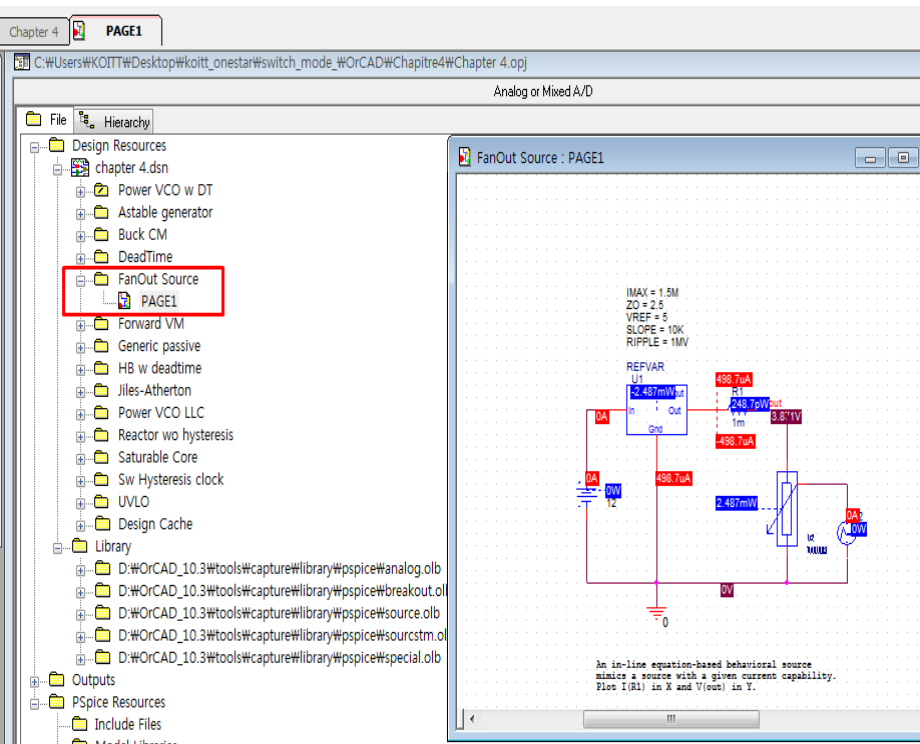 Chapter 4
PAGE1
C:₩Users₩KOITT₩Desktop₩koitt_onestar₩switch_mode_₩OrCAD₩Chapitre4₩Chapter 4.opj
Analog or Mixed A/D
File
Hierarchy
Design Resources
chapter 4.dsn
Power VCO w DT
Astable generator
Buck CM
DeadTime
FanOut Source
PAGE1
Forward VM
Generic passive
HB w deadtime
Jiles-Atherton
Power VCO LLC
Reactor wo hysteresis
Saturable Core
Sw Hysteresis clock
UVLO
Design Cache
Library
D:₩OrCAD_10.3₩tools₩capture₩library₩pspice₩analog.olb
D:₩OrCAD_10.3₩tools₩capture₩library₩pspice₩breakout.oll
D:₩OrCAD_10.3₩tools₩capture₩library₩pspice₩source.olb
D:₩OrCAD_10.3₩tools₩capture₩library₩pspice₩sourcstm.ol
D:₩OrCAD_10.3₩tools₩capture₩library₩pspice₩special.olb
Outputs
PSpice Resources
Include Files
FanOut Source : PAGE1
IMAX = 1.5M
ZO = 2.5
VREF = 5
SLOPE = 10K
RIPPLE = 1MV
REFVAR
U1
-2.487mW
In
Out
Gnd
498.7uA
R1
248.7pW
out
1m
-498.7uA
0A
0A
0W
12
498.7uA
2.487mW
0A
0W
0V
0
An in-line equation-based behavioral source
mimics a source with a given current capability.
Plot I(R1) in X and V(out) in Y.